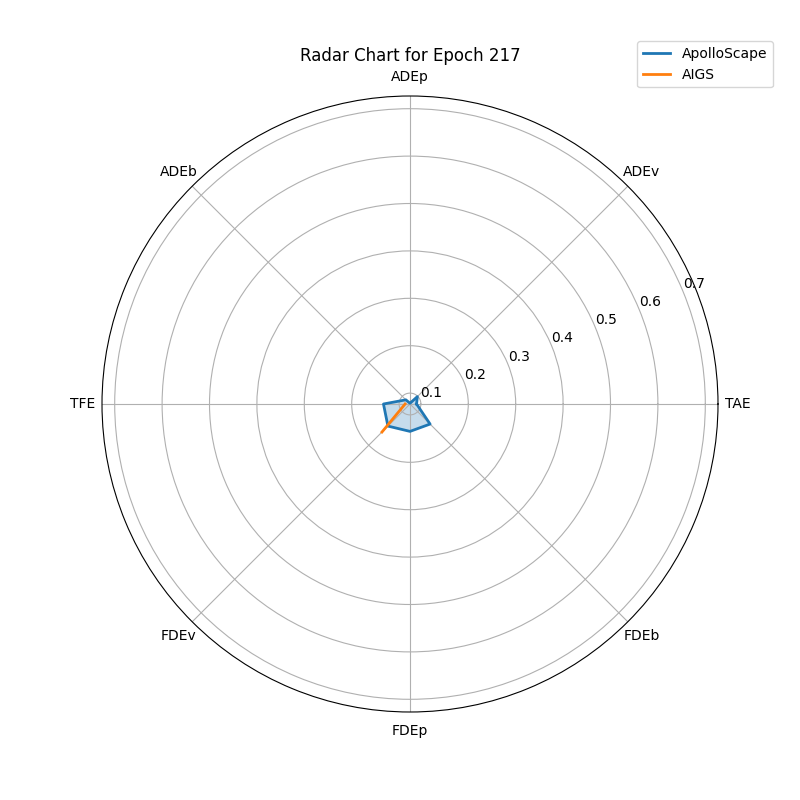 Radar Chart for Epoch 217
ApolloScape
AIGS
ADEp
ADEb
ADEv
0.7
0.6
0.5
0.4
0.3
0.2
0.1
TFE
TAE
FDEv
FDEb
FDEp